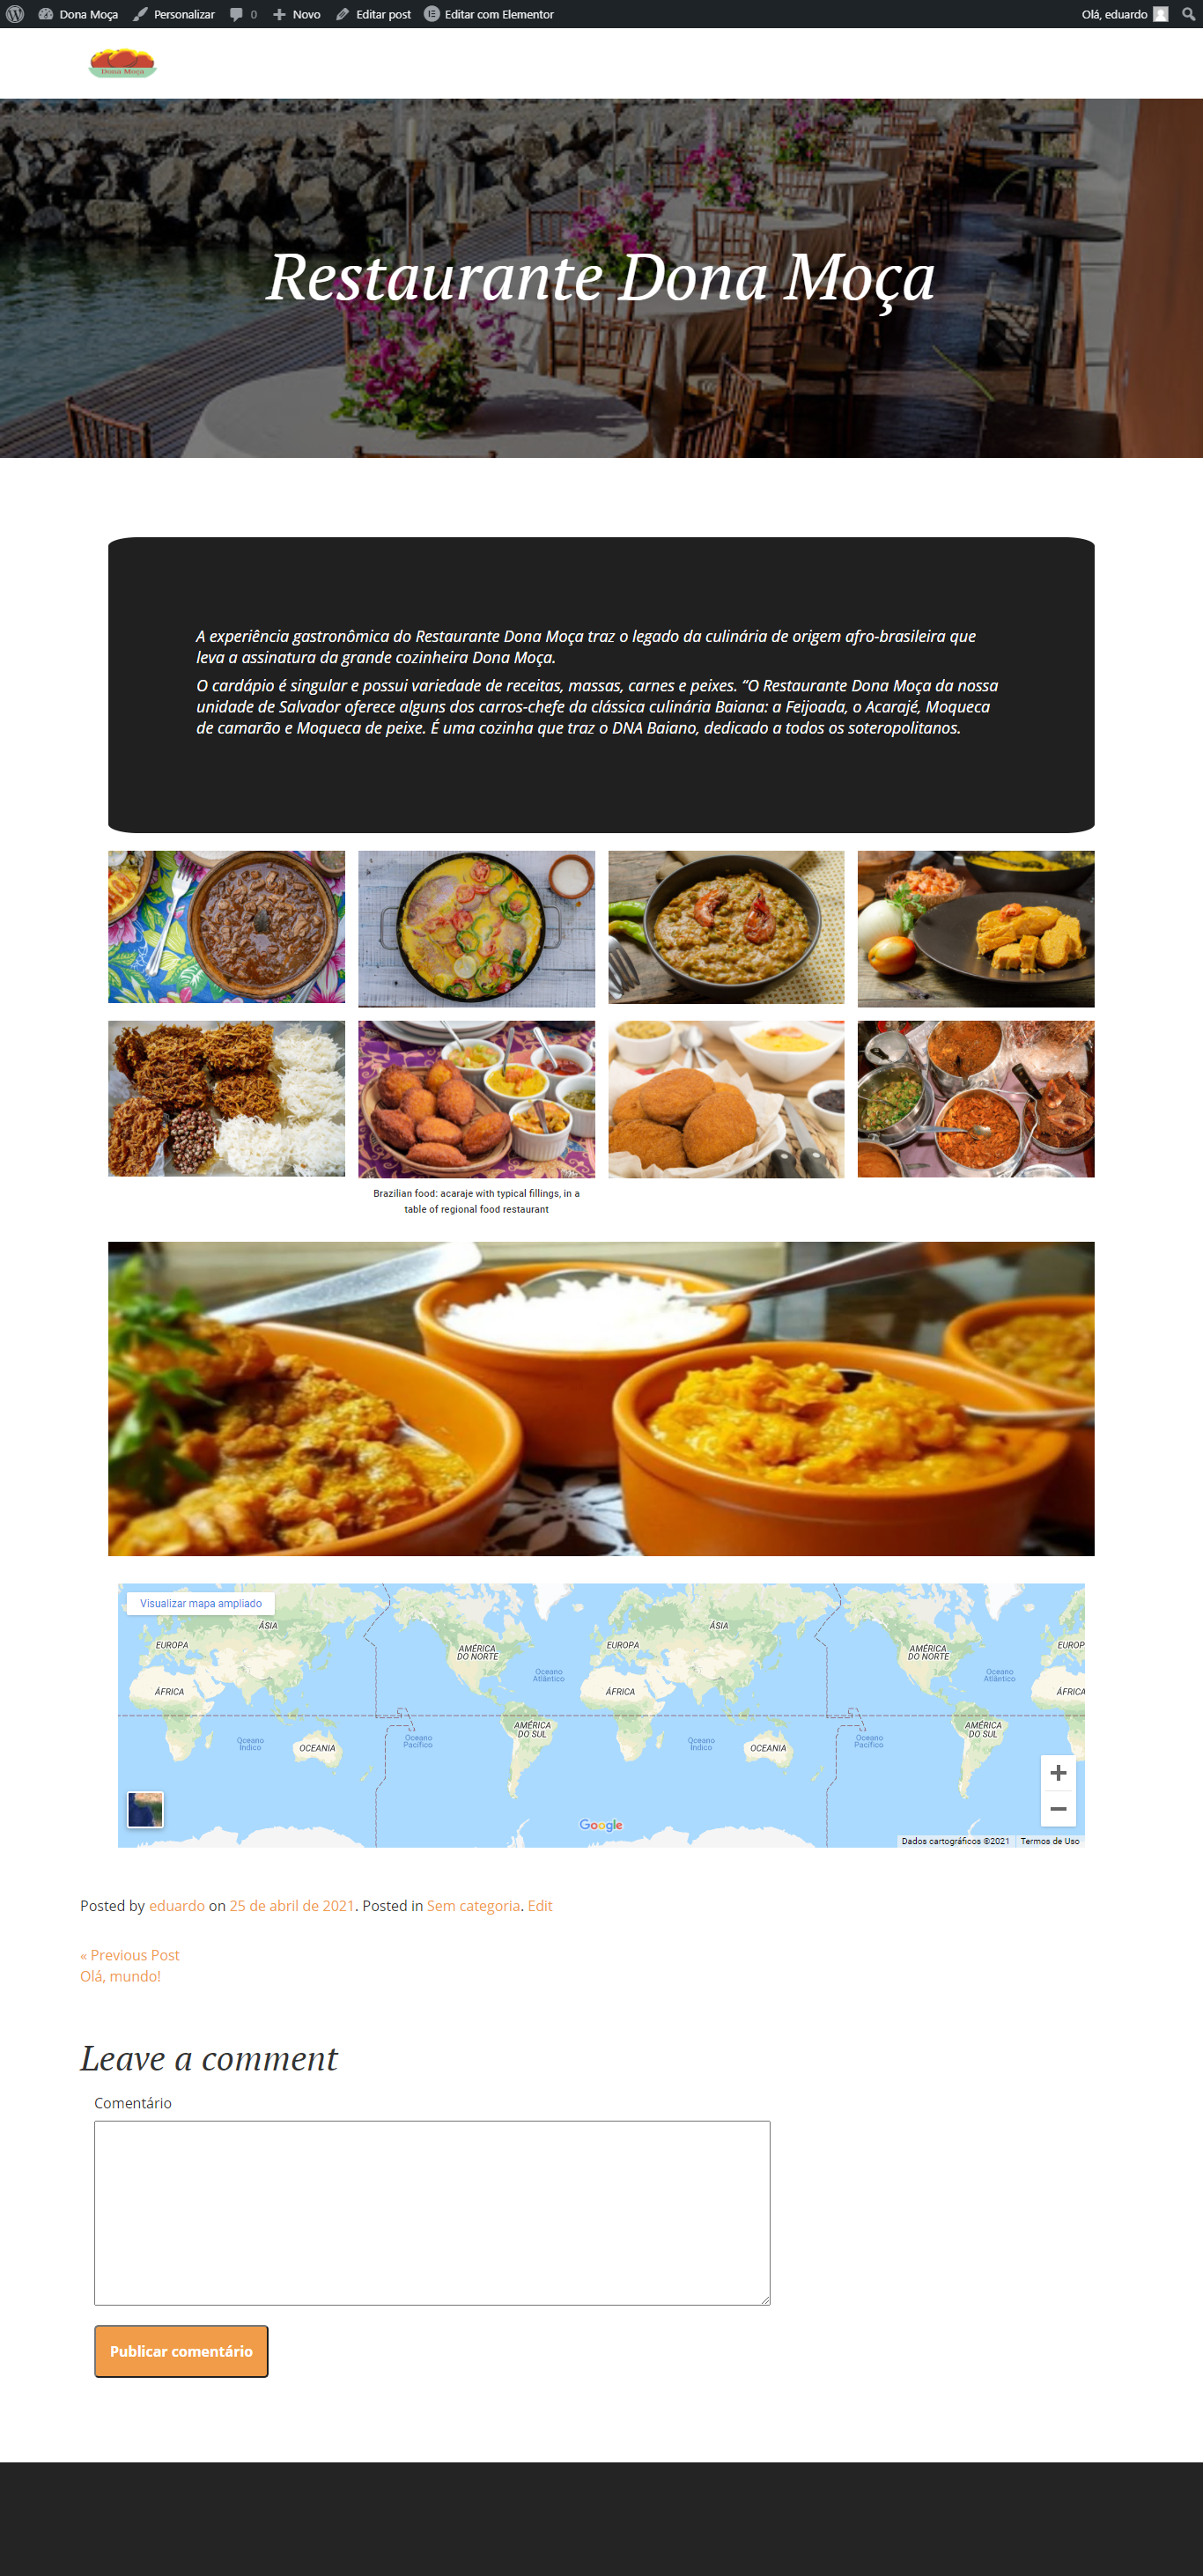 Dona Moça Personalizar 0 Novo Editar post Editar com Elementor Olá, eduardo
Dona Moça
Restaurante Dona Moça
A experiência gastronômica do Restaurante Dona Moça traz o legado da culinária de origem afro-brasileira que
leva a assinatura da grande cozinheira Dona Moça.
O cardápio é singular e possui variedade de receitas, massas, carnes e peixes. “O Restaurante Dona Moça da nossa
unidade de Salvador oferece alguns dos carros-chefe da clássica culinária Baiana: a Feijoada, o Acarajé, Moqueca
de camarão e Moqueca de peixe. É uma cozinha que traz o DNA Baiano, dedicado a todos os soteropolitanos.
Brazilian food: acaraje with typical fillings, in a
table of regional food restaurant
Visualizar mapa ampliado
ÁSIA ÁSIA
EUROPA AMÉRICA DO NORTE EUROPA AMÉRICA DO NORTE EUROP
Oceano Atlântico Oceano Atlântico
ÁFRICA ÁFRICA ÁFRICA
AMÉRICA DO SUL AMÉRICA DO SUL
Oceano Índico OCEANIA Oceano Pacífico Oceano Índico OCEANIA Oceano Pacífico
Google
Dados cartográficos ©2021 Termos de Uso
Posted by eduardo on 25 de abril de 2021. Posted in Sem categoria. Edit
« Previous Post
Olá, mundo!
Leave a comment
Comentário
Publicar comentário